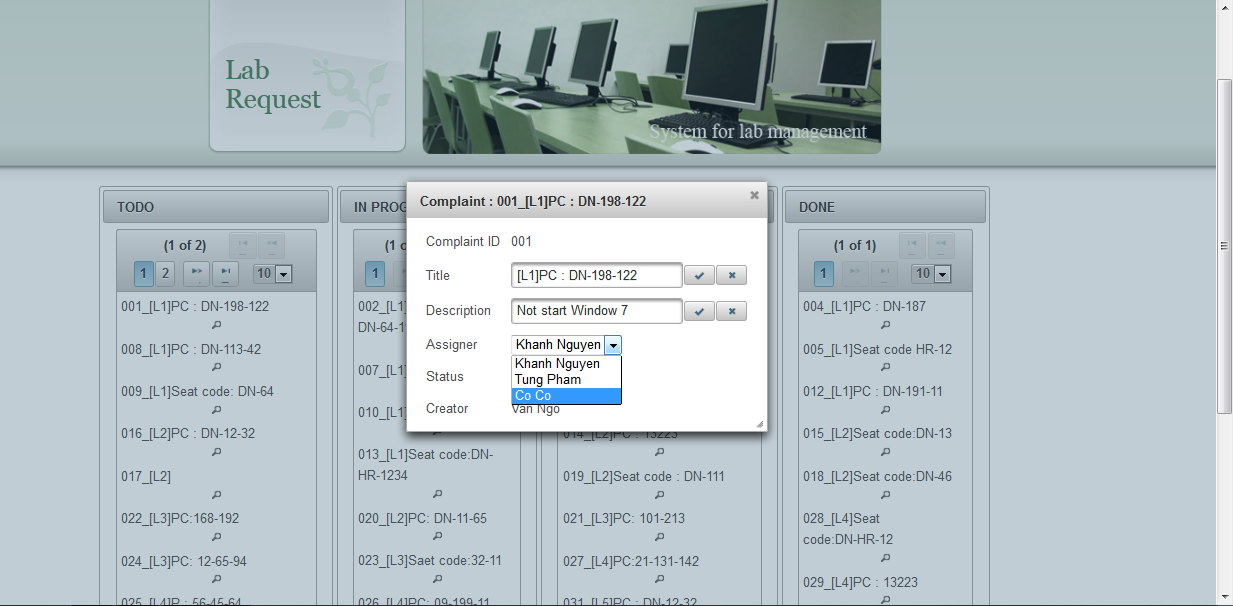 Lab
Request
System for lab management
TODO
(1 of 2)
1
2
10
001_[L1]PC : DN-198-122
008_[L1]PC : DN-113-42
009_[L1]Seat code: DN-64
016_[L2]PC : DN-12-32
017_[L2]
022_[L3]PC:168-192
024_[L3]PC: 12-65-94
025_[L4]P : 56-45-64
IN PROG
(1 o
1
002_[L1]
DN-64-1
007_[L1]
010_[L1]
013_[L1]Seat code:DN-
HR-1234
020_[L2]PC: DN-11-65
023_[L3]Saet code:32-11
026_[L4]PC: 09-199-11
Complaint : 001_[L1]PC : DN-198-122
Complaint ID 001
Title [L1]PC : DN-198-122
Description Not start Window 7
Assigner Khanh Nguyen
Khanh Nguyen
Tung Pham
Co Co
Status
Creator Van Ngo
014_[L2]PC : 13223
019_[L2]Seat code : DN-111
021_[L3]PC: 101-213
027_[L4]PC:21-131-142
031_[L5]PC : DN-12-32
DONE
(1 of 1)
1
10
004_[L1]PC : DN-187
005_[L1]Seat code HR-12
012_[L1]PC : DN-191-11
015_[L2]Seat code:DN-13
018_[L2]Seat code:DN-46
028_[L4]Seat
code:DN-HR-12
029_[L4]PC : 13223